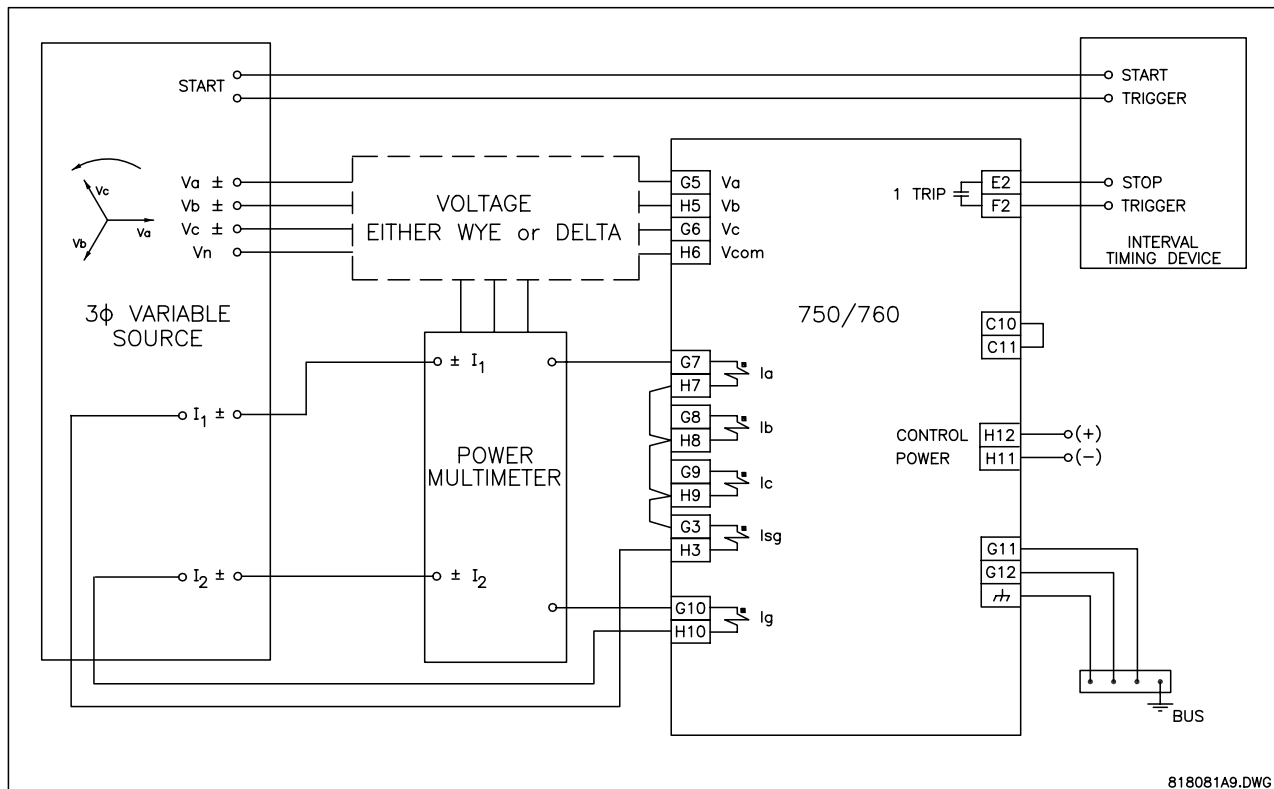 START
START
TRIGGER
Vc
Vb
Va
Va ±
Vb ±
Vc ±
Vn
VOLTAGE
EITHER WYE or DELTA
G5 Va
H5 Vb
G6 Vc
H6 Vcom
1 TRIP
E2
F2
STOP
TRIGGER
INTERVAL
TIMING DEVICE
3ϕ VARIABLE
SOURCE
750/760
C10
C11
± I1
G7
H7
Ia
I1 ±
G8
H8
Ib
CONTROL
POWER
H12 (+)
H11 (-)
POWER
MULTIMETER
G9
H9
Ic
G3
H3
Isg
I2 ±
± I2
G11
G12
G10
H10
Ig
BUS
818081A9.DWG